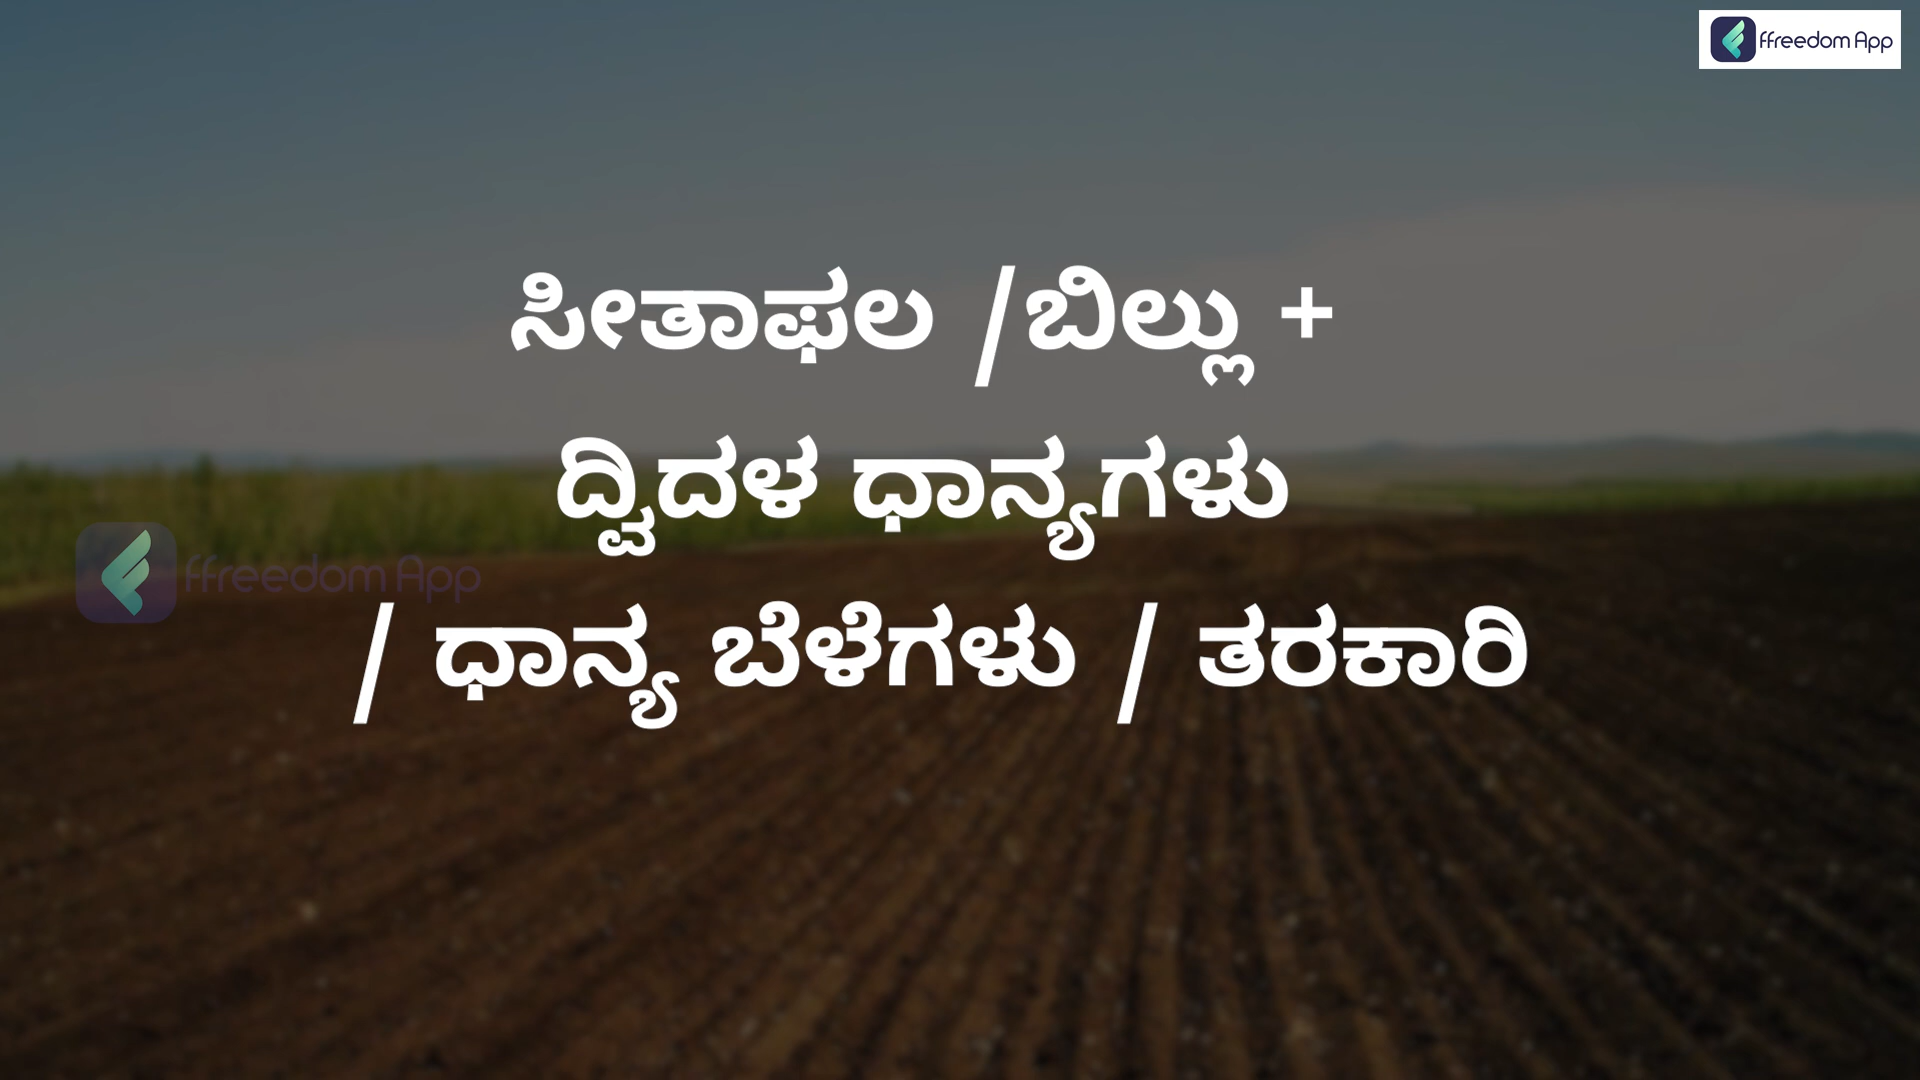 ffreedom App
ಸೀತಾಫಲ /ಬಿಲ್ಲು +
ದ್ವಿದಳ ಧಾನ್ಯಗಳು
ffreedom App
/ ಧಾನ್ಯ ಬೆಳೆಗಳು / ತರಕಾರಿ